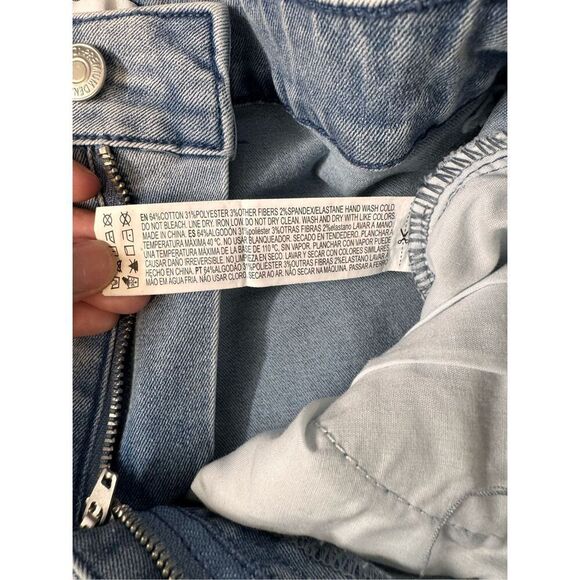 PREMIUM DEN
EN 64%COTTON 31%POLYESTER 3%OTHER FIBERS 2%SPANDEX/ELASTANE HAND WASH COLD.
DO NOT BLEACH. LINE DRY. IRON LOW. DO NOT DRY CLEAN. WASH AND DRY WITH LIKE COLORS.
MADE IN CHINA. ES 64%ALGODÓN 31%poliéster 3%OTRAS FIBRAS 2%elastano LAVAR A MANO.
TEMPERATURA MÁXIMA 40 ºC. NO USAR BLANQUEADOR. SECADO EN TENDEDERO. PLANCHAR A
TEMPERATURA MÁXIMA DE LA BASE DE 110 ºC, SIN VAPOR. PLANCHAR CON VAPOR PUEDE
CAUSAR DAÑO IRREVERSIBLE. NO LIMPIEZA EN SECO. LAVAR Y SECAR CON COLORES SIMILARES.
HECHO EN CHINA. PT 64%ALGODÃO 31%POLIÉSTER 3%OUTRAS FIBRAS 2%ELASTANO LAVAR À
MÃO EM ÁGUA FRIA. NÃO USAR CLORO. SECAR AO AR. NÃO SECAR NA MÁQUINA. PASSAR A FERRO